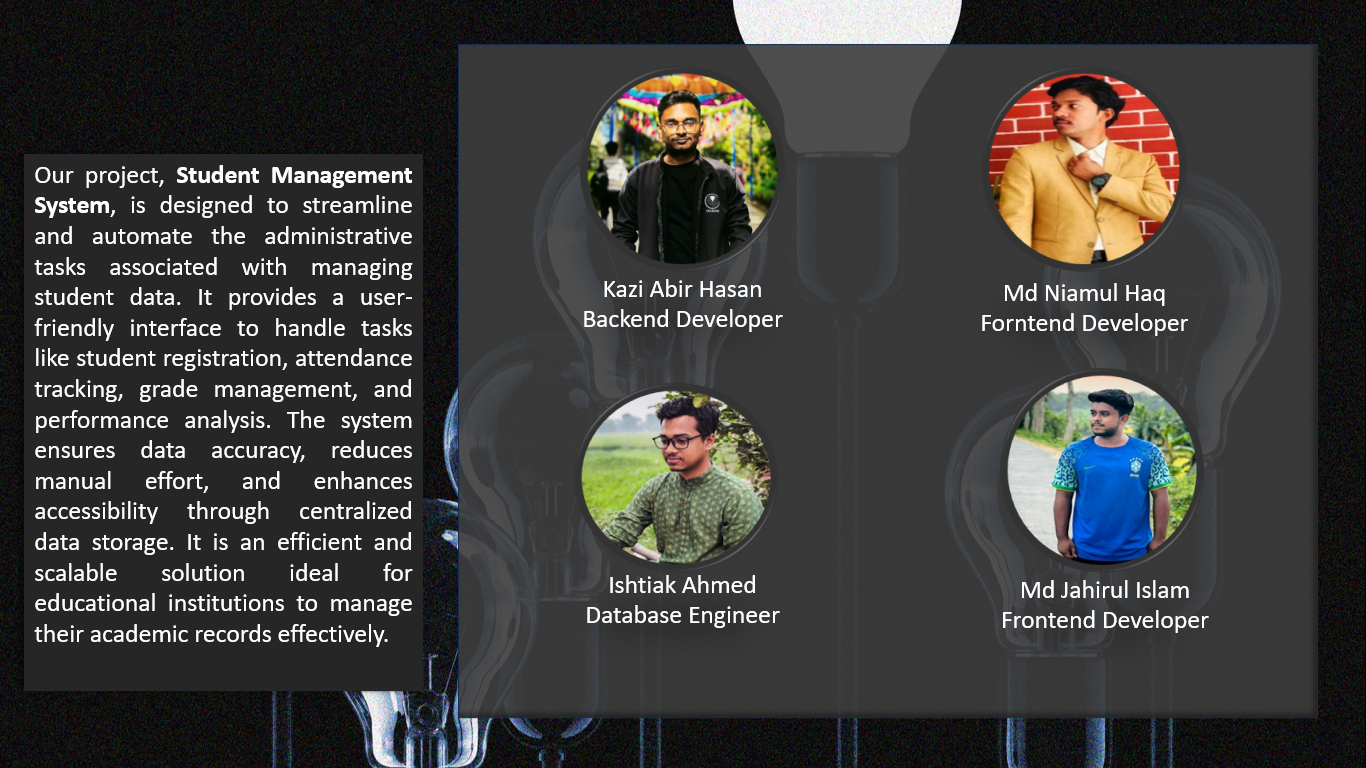 Our project, Student Management
System, is designed to streamline
and automate the administrative
tasks associated with managing
student data. It provides a user-
friendly interface to handle tasks
like student registration, attendance
tracking, grade management, and
performance analysis. The system
ensures data accuracy, reduces
manual effort, and enhances
accessibility through centralized
data storage. It is an efficient and
scalable solution ideal for
educational institutions to manage
their academic records effectively.
Kazi Abir Hasan
Backend Developer
Md Niamul Haq
Forntend Developer
Ishtiak Ahmed
Database Engineer
Md Jahirul Islam
Frontend Developer